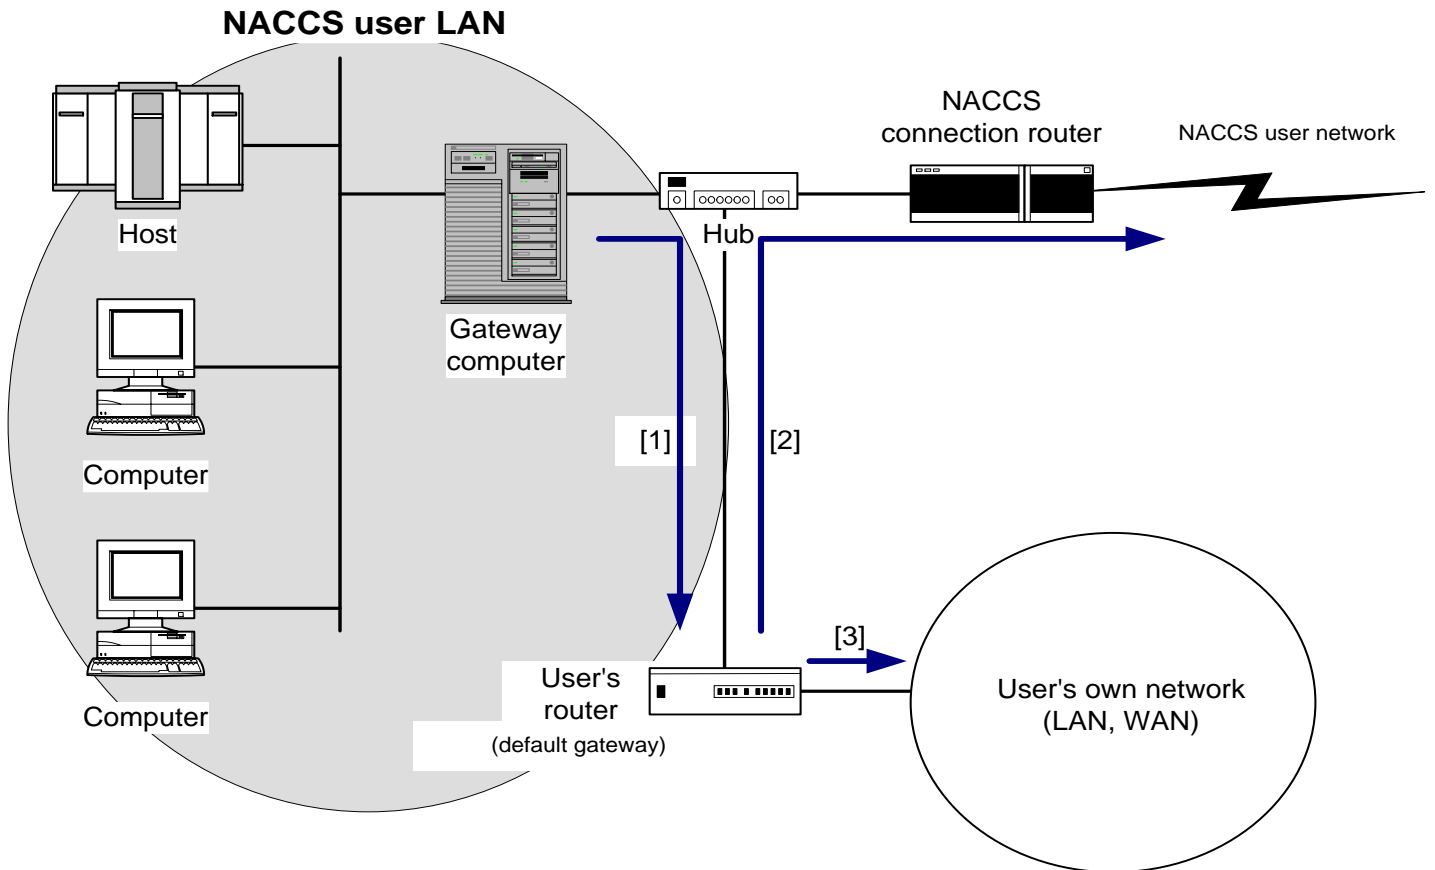 NACCS user LAN
NACCS
connection router
NACCS user network
Host
Hub
Gateway
computer
Computer
[1]
[2]
Computer
[3]
User's
router
(default gateway)
User's own network
(LAN, WAN)